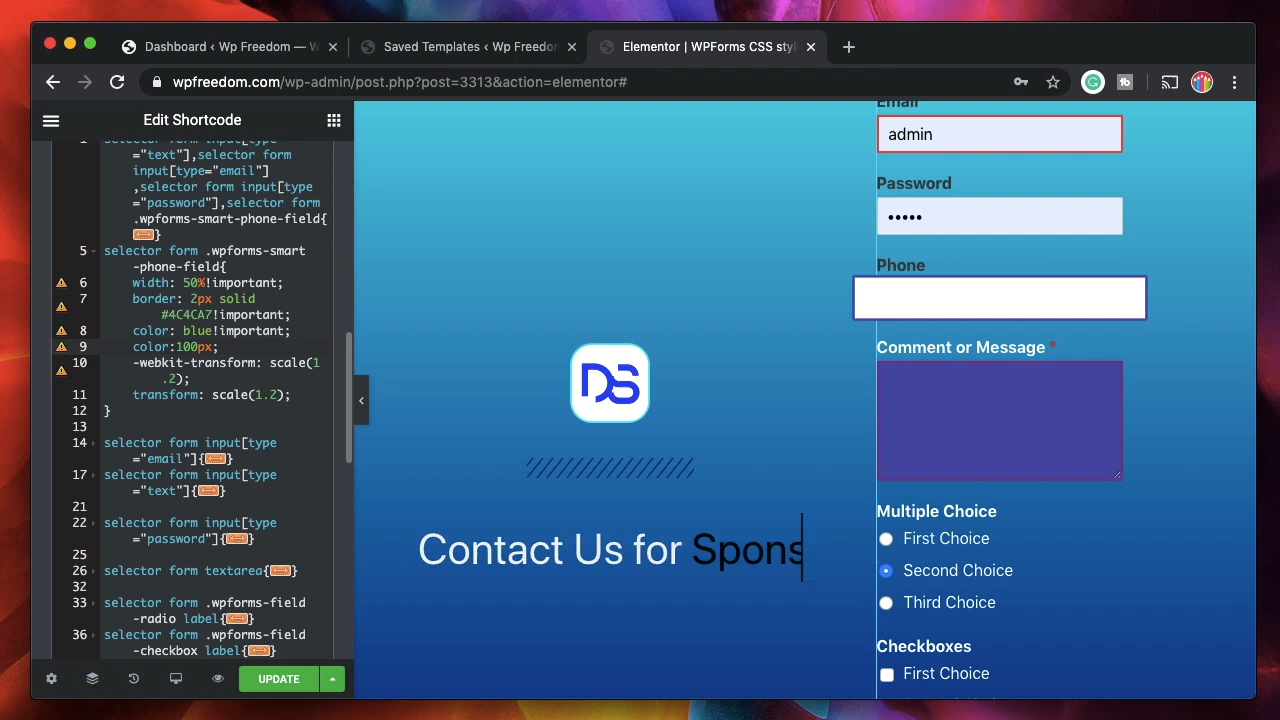 Dashboard ‹ Wp Freedom — W
Saved Templates ‹ Wp Freedom
Elementor | WPForms CSS styli
wpfreedom.com/wp-admin/post.php?post=3313&action=elementor#
Edit Shortcode
selector form input[type
="text"],selector form
input[type="email"]
,selector form input[type
="password"],selector form
.wpforms-smart-phone-field{
}
5 selector form .wpforms-smart
-phone-field{
6 width: 50%!important;
7 border: 2px solid
#4C4CA7!important;
8 color: blue!important;
9 color:100px;
10 -webkit-transform: scale(1
.2);
11 transform: scale(1.2);
12 }
13
14 selector form input[type
="email"]{}
17 selector form input[type
="text"]{}
21
22 selector form input[type
="password"]{}
25
26 selector form textarea{}
32
33 selector form .wpforms-field
-radio label{}
36 selector form .wpforms-field
-checkbox label{}
UPDATE
DS
Contact Us for Spons
Email
admin
Password
•••••
Phone
Comment or Message *
Multiple Choice
First Choice
Second Choice
Third Choice
Checkboxes
First Choice